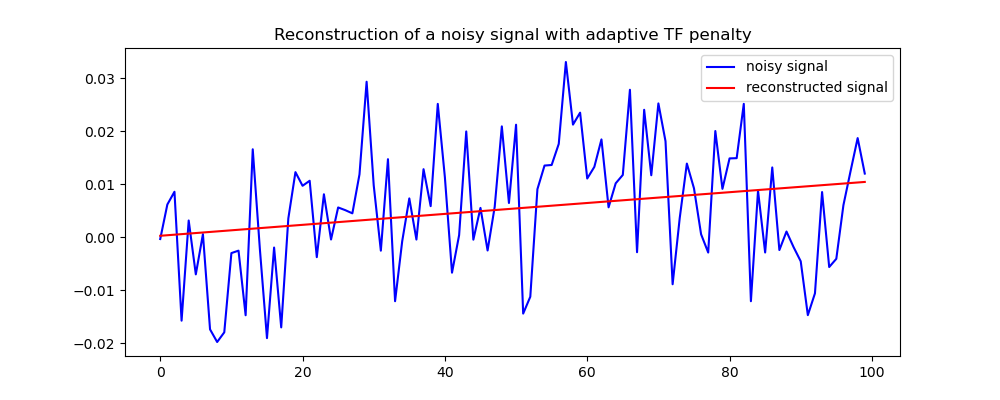 Reconstruction of a noisy signal with adaptive TF penalty
noisy signal
reconstructed signal
0.03
0.02
0.01
0.00
−0.01
−0.02
0 20 40 60 80 100